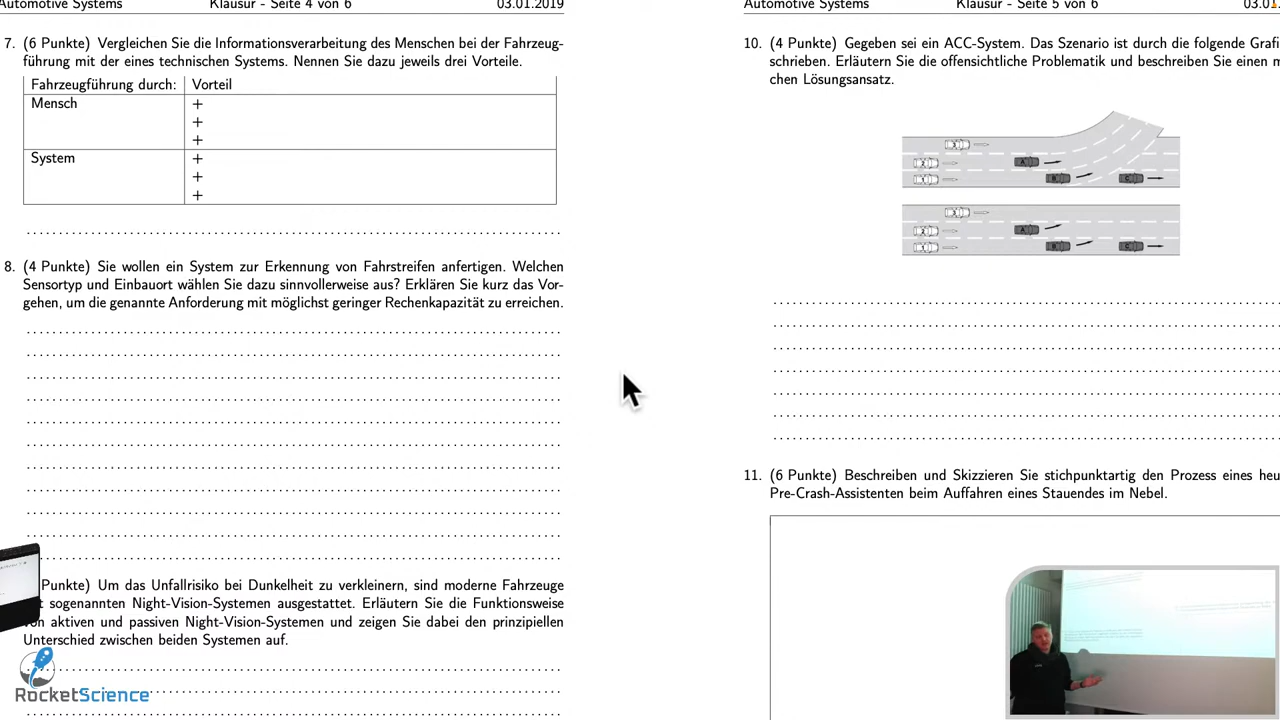 Automotive Systems Klausur - Seite 4 von 6 03.01.2019
7. (6 Punkte) Vergleichen Sie die Informationsverarbeitung des Menschen bei der Fahrzeug-
führung mit der eines technischen Systems. Nennen Sie dazu jeweils drei Vorteile.
Fahrzeugführung durch: Vorteil
Mensch +
+
+
System +
+
+
8. (4 Punkte) Sie wollen ein System zur Erkennung von Fahrstreifen anfertigen. Welchen
Sensortyp und Einbauort wählen Sie dazu sinnvollerweise aus? Erklären Sie kurz das Vor-
gehen, um die genannte Anforderung mit möglichst geringer Rechenkapazität zu erreichen.
Punkte) Um das Unfallrisiko bei Dunkelheit zu verkleinern, sind moderne Fahrzeuge
sogenannten Night-Vision-Systemen ausgestattet. Erläutern Sie die Funktionsweise
von aktiven und passiven Night-Vision-Systemen und zeigen Sie dabei den prinzipiellen
Unterschied zwischen beiden Systemen auf.
RocketScience
Automotive Systems Klausur - Seite 5 von 6 03.01.
10. (4 Punkte) Gegeben sei ein ACC-System. Das Szenario ist durch die folgende Grafi
schrieben. Erläutern Sie die offensichtliche Problematik und beschreiben Sie einen m
chen Lösungsansatz.
3
2 A
1 B C
3
2 A
1 B C
11. (6 Punkte) Beschreiben und Skizzieren Sie stichpunktartig den Prozess eines heu
Pre-Crash-Assistenten beim Auffahren eines Stauendes im Nebel.